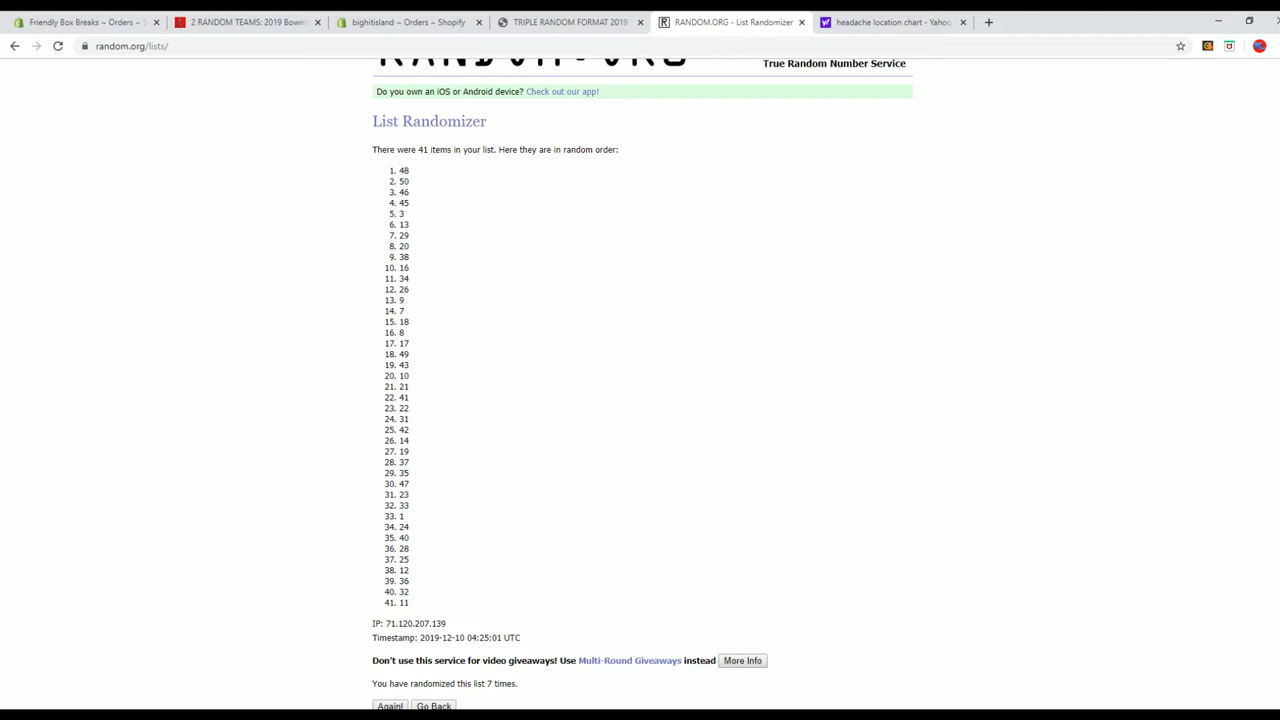 Friendly Box Breaks ~ Orders ~ S
2 RANDOM TEAMS: 2019 Bowm
bighitisland ~ Orders ~ Shopify
TRIPLE RANDOM FORMAT 2019
RANDOM.ORG - List Randomizer
headache location chart - Yahoo
random.org/lists/
RANDOM.ORG
True Random Number Service
Do you own an iOS or Android device? Check out our app!
List Randomizer
There were 41 items in your list. Here they are in random order:
1. 48
2. 50
3. 46
4. 45
5. 3
6. 13
7. 29
8. 20
9. 38
10. 16
11. 34
12. 26
13. 9
14. 7
15. 18
16. 8
17. 17
18. 49
19. 43
20. 10
21. 21
22. 41
23. 22
24. 31
25. 42
26. 14
27. 19
28. 37
29. 35
30. 47
31. 23
32. 33
33. 1
34. 24
35. 40
36. 28
37. 25
38. 12
39. 36
40. 32
41. 11
IP: 71.120.207.139
Timestamp: 2019-12-10 04:25:01 UTC
Don't use this service for video giveaways! Use Multi-Round Giveaways instead More Info
You have randomized this list 7 times.
Again! Go Back